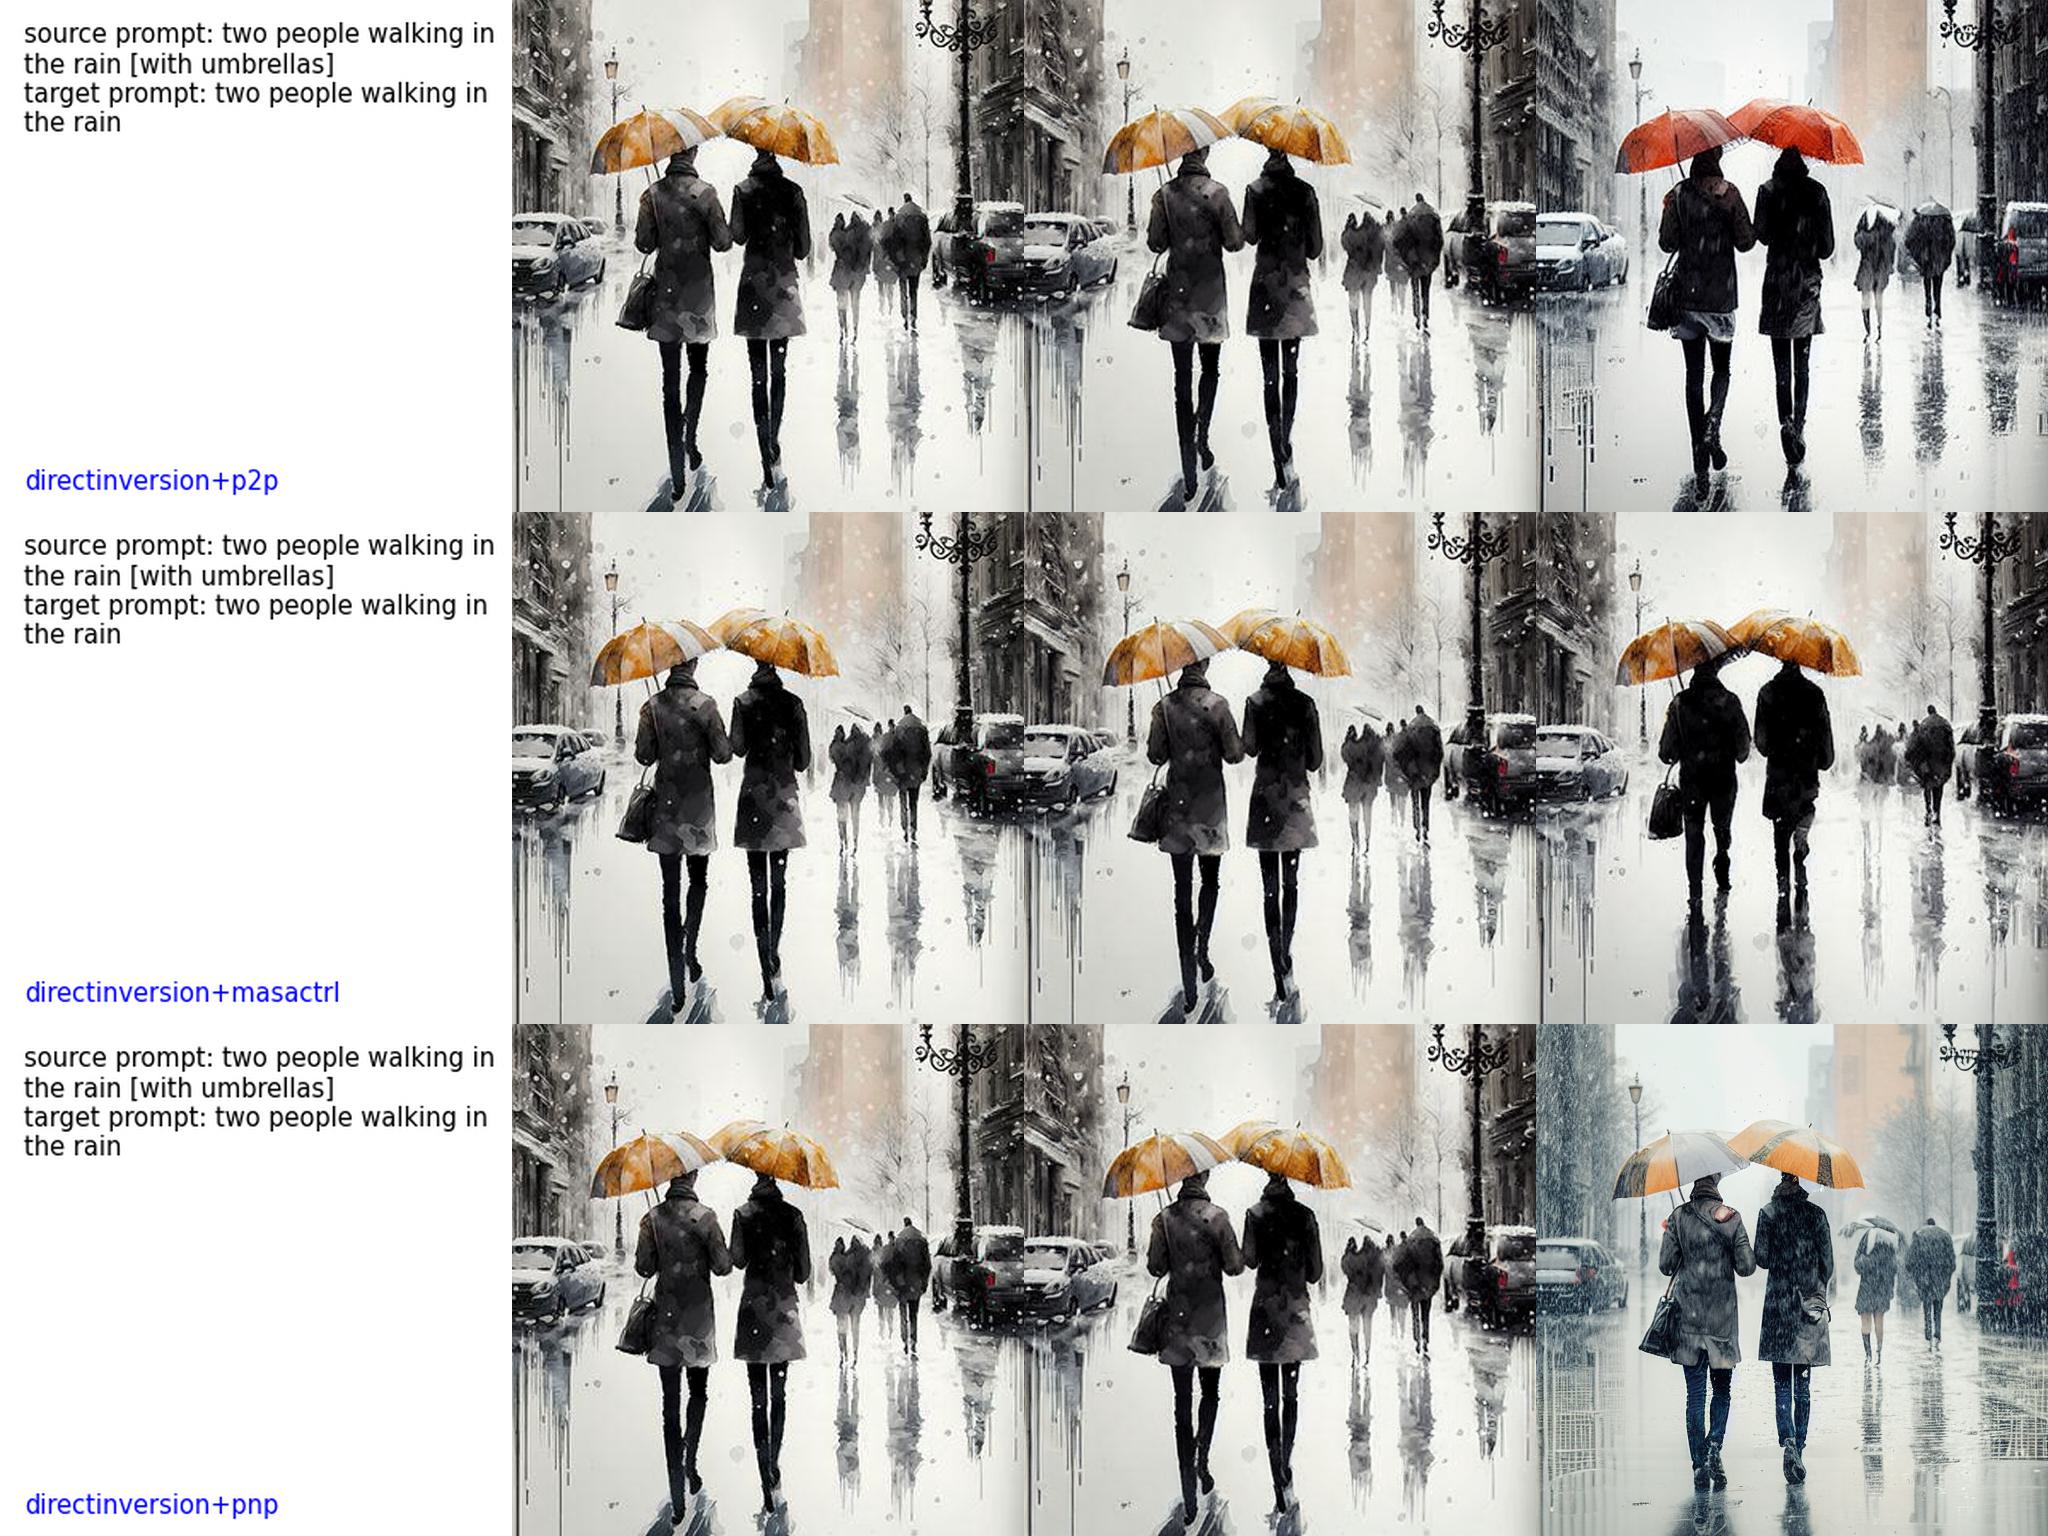 source prompt: two people walking in
the rain [with umbrellas]
target prompt: two people walking in
the rain
directinversion+p2p
source prompt: two people walking in
the rain [with umbrellas]
target prompt: two people walking in
the rain
directinversion+masactrl
source prompt: two people walking in
the rain [with umbrellas]
target prompt: two people walking in
the rain
directinversion+pnp